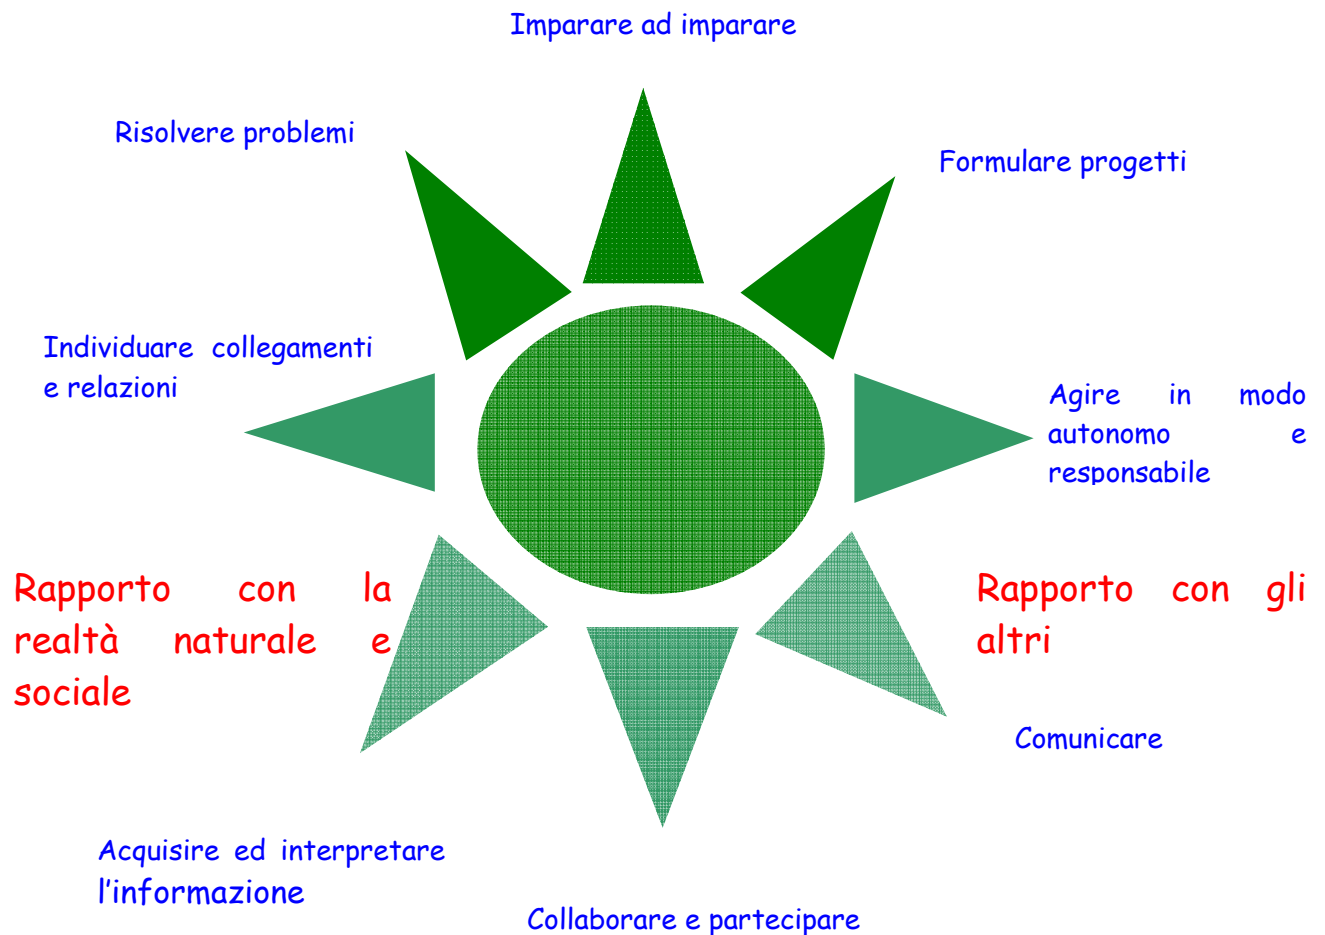 Imparare ad imparare
Risolvere problemi
Formulare progetti
Individuare collegamenti
e relazioni
Agire in modo
autonomo e
responsabile
Rapporto con la
realtà naturale e
sociale
Rapporto con gli
altri
Comunicare
Acquisire ed interpretare
l'informazione
Collaborare e partecipare